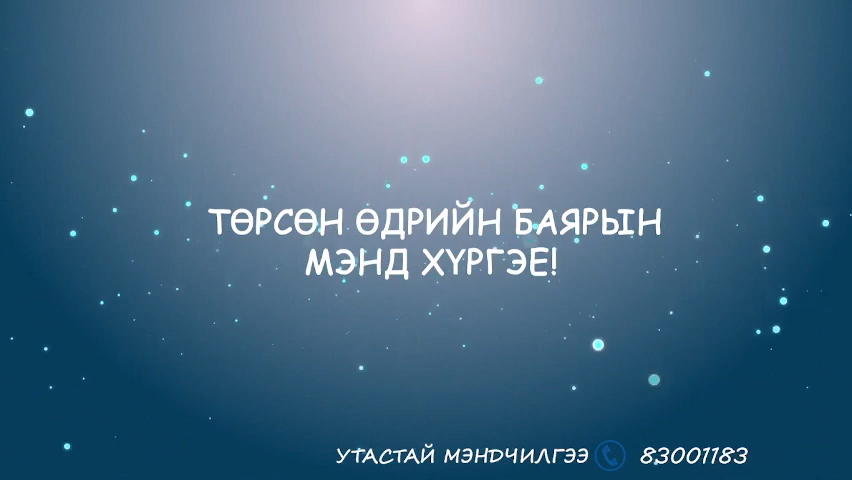 ТӨРСӨН ӨДРИЙН БАЯРЫН
МЭНД ХҮРГЭЕ!
УТАСТАЙ МЭНДЧИЛГЭЭ 83001183